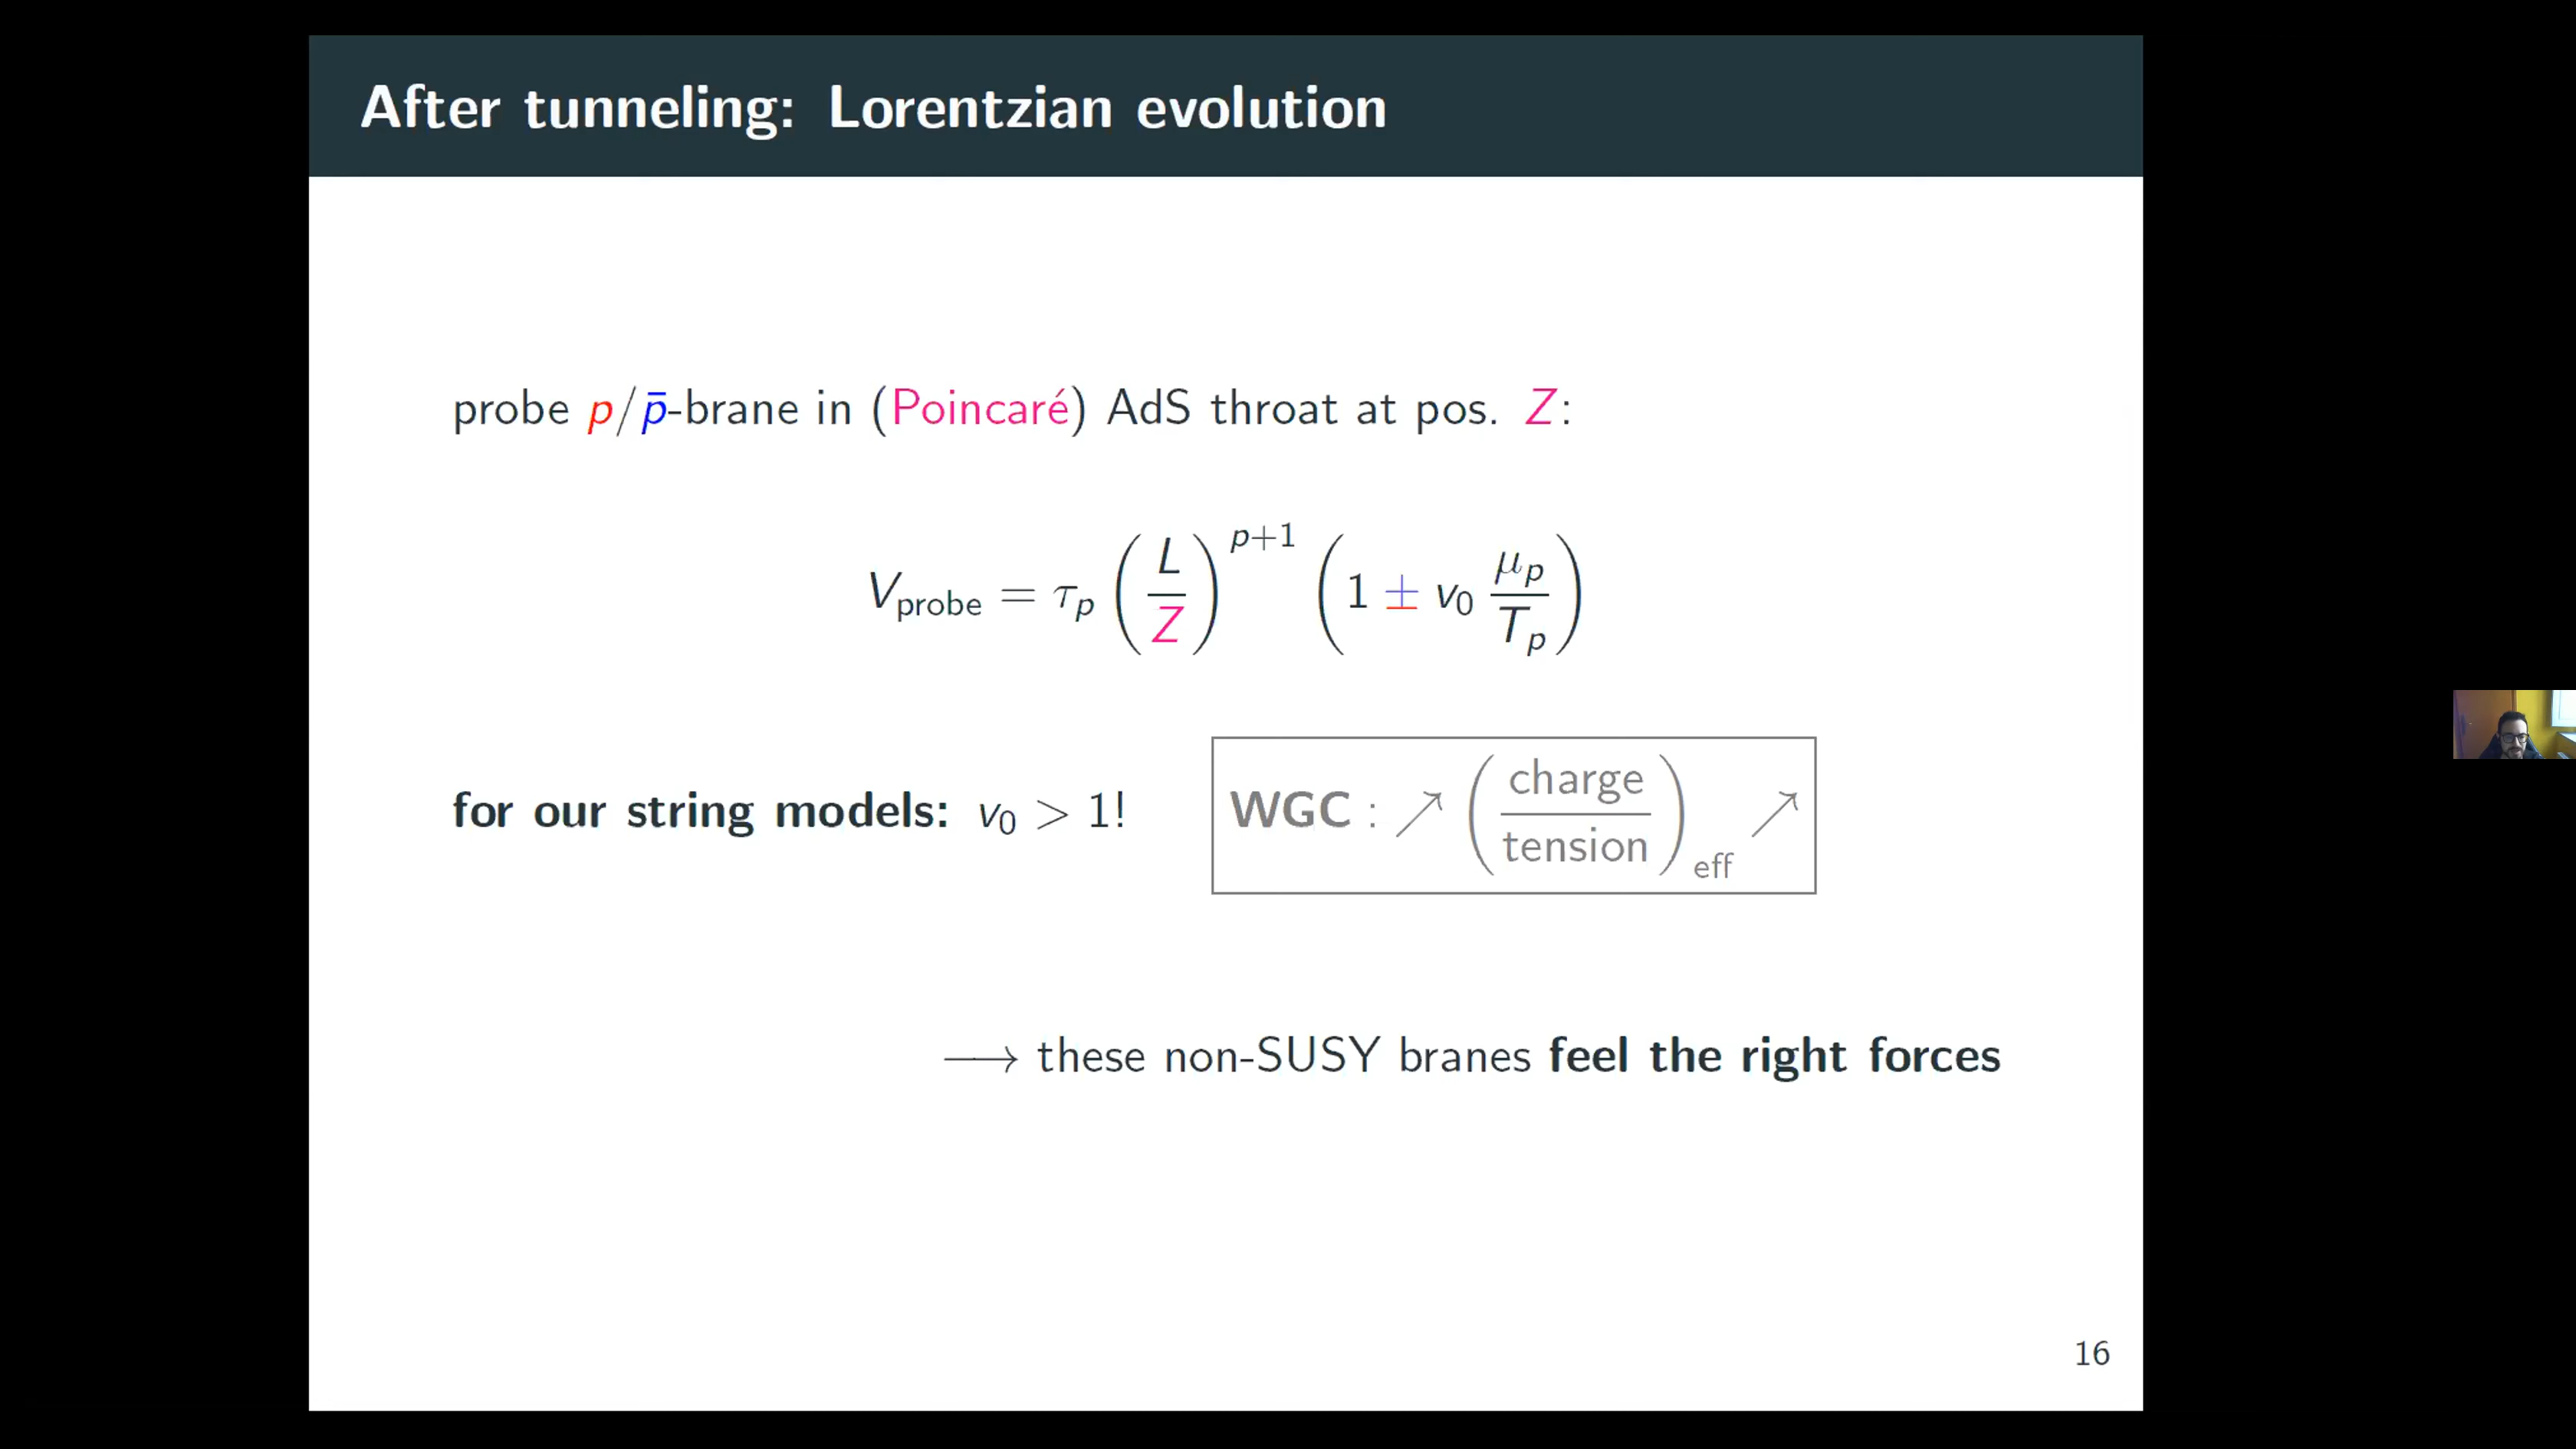 After tunneling: Lorentzian evolution
probe p/p̄-brane in (Poincaré) AdS throat at pos. Z:
V_probe = τ_p (L/Z)^{p+1} (1 ± v_0 μ_p/T_p)
for our string models: v_0 > 1!
WGC : ↗ (charge/tension)_eff ↗
⟶ these non-SUSY branes feel the right forces
16